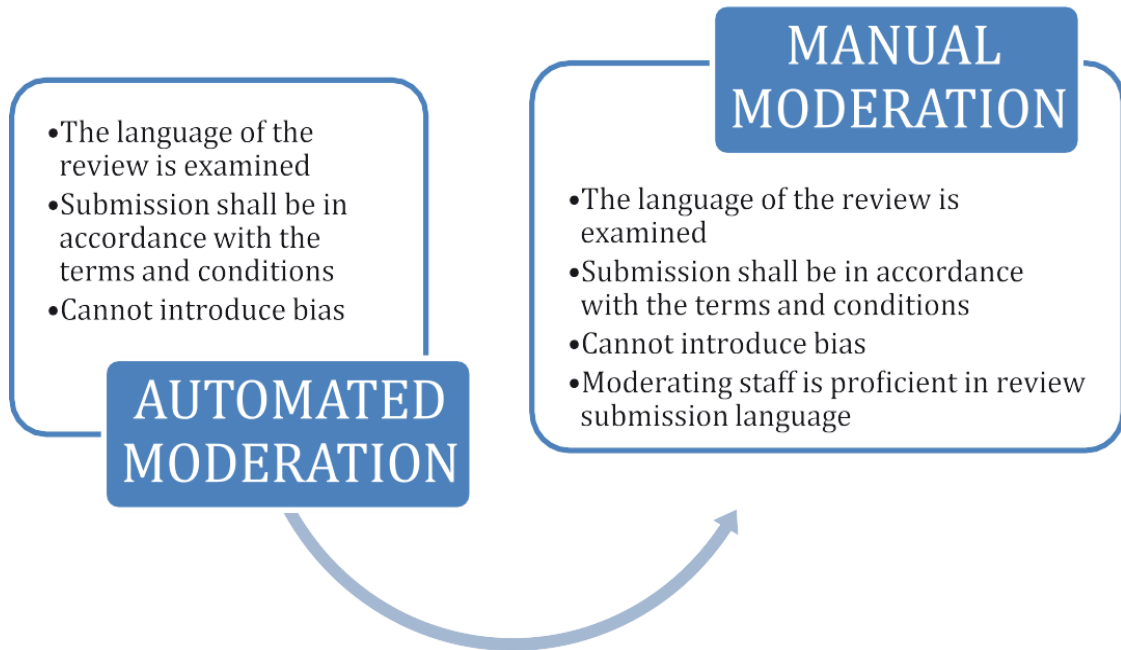 •The language of the
review is examined
•Submission shall be in
accordance with the
terms and conditions
•Cannot introduce bias
AUTOMATED
MODERATION
MANUAL
MODERATION
•The language of the review is
examined
•Submission shall be in accordance
with the terms and conditions
•Cannot introduce bias
•Moderating staff is proficient in review
submission language